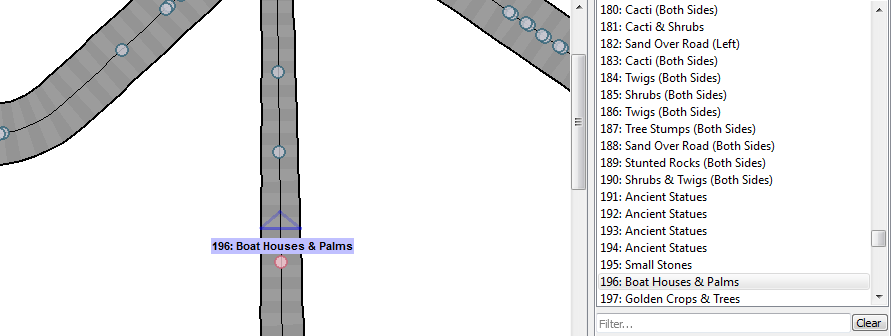 180: Cacti (Both Sides)
181: Cacti & Shrubs
182: Sand Over Road (Left)
183: Cacti (Both Sides)
184: Twigs (Both Sides)
185: Shrubs (Both Sides)
186: Twigs (Both Sides)
187: Tree Stumps (Both Sides)
188: Sand Over Road (Both Sides)
189: Stunted Rocks (Both Sides)
190: Shrubs & Twigs (Both Sides)
191: Ancient Statues
192: Ancient Statues
193: Ancient Statues
194: Ancient Statues
195: Small Stones
196: Boat Houses & Palms
197: Golden Crops & Trees
Filter...
Clear
196: Boat Houses & Palms